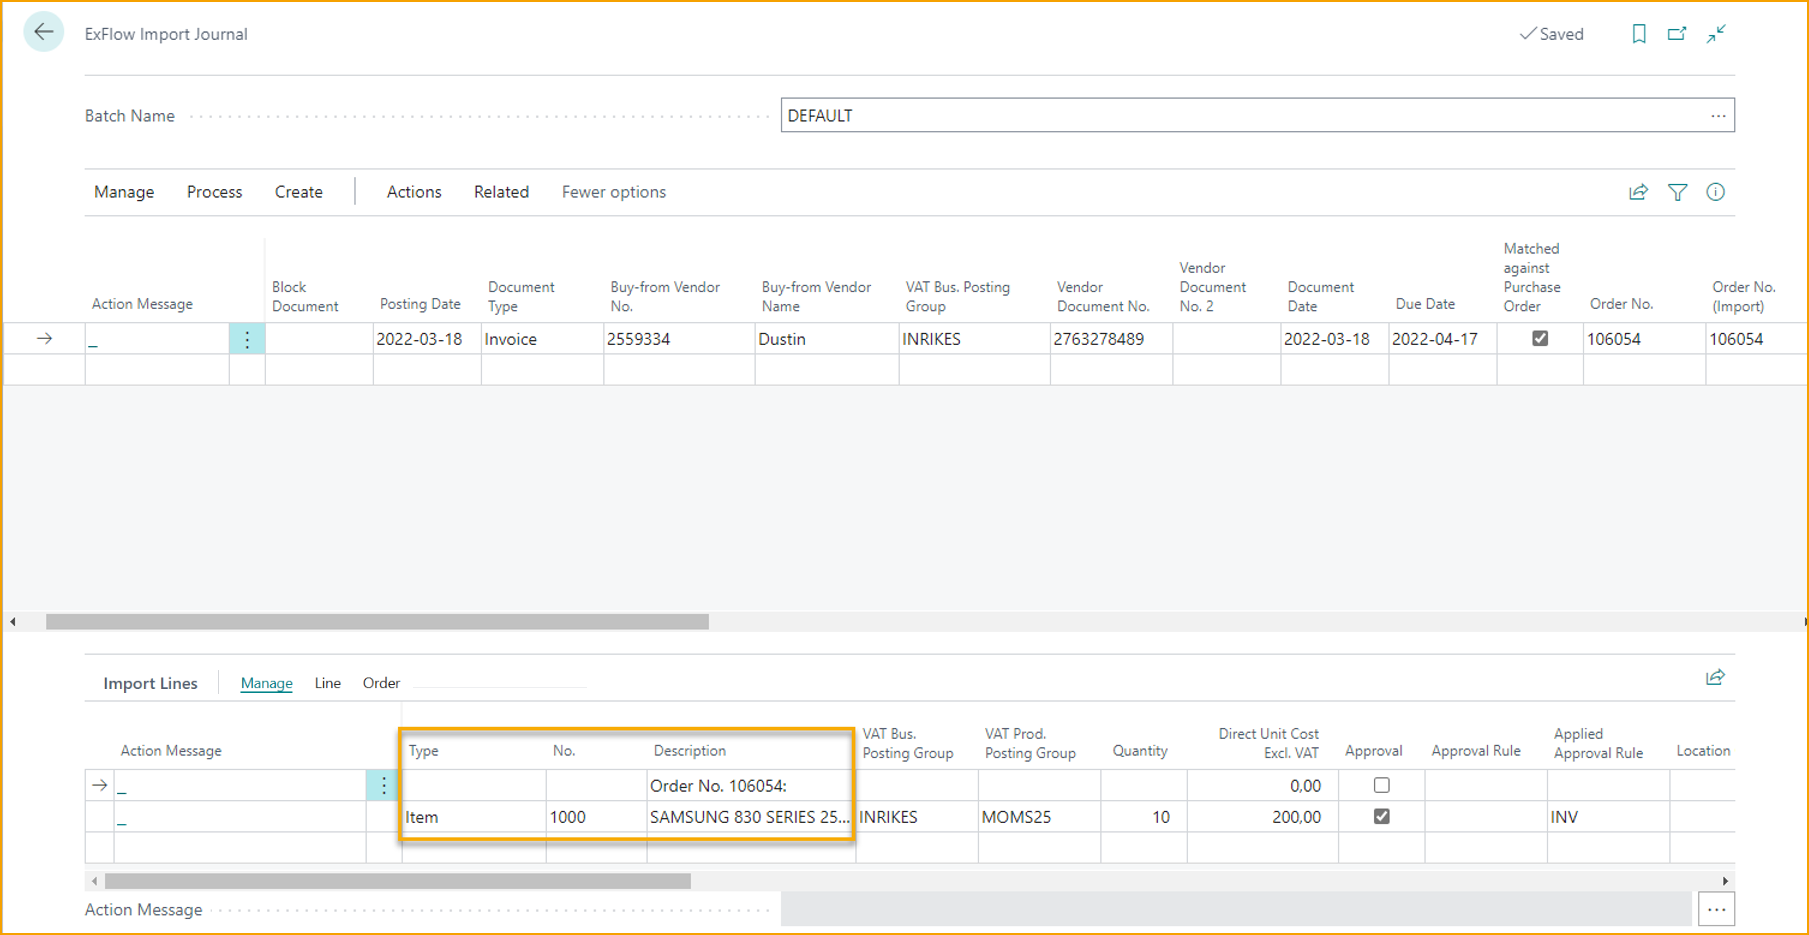 ExFlow Import Journal
Saved
Batch Name
DEFAULT
Manage Process Create Actions Related Fewer options
Action Message
Block Document
Posting Date
Document Type
Buy-from Vendor No.
Buy-from Vendor Name
VAT Bus. Posting Group
Vendor Document No.
Vendor Document No. 2
Document Date
Due Date
Matched against Purchase Order
Order No.
Order No. (Import)
_ 2022-03-18 Invoice 2559334 Dustin INRIKES 2763278489 2022-03-18 2022-04-17 106054 106054
Import Lines Manage Line Order
Action Message
Type
No.
Description
VAT Bus. Posting Group
VAT Prod. Posting Group
Quantity
Direct Unit Cost Excl. VAT
Approval
Approval Rule
Applied Approval Rule
Location
_ Order No. 106054: 0,00
_ Item 1000 SAMSUNG 830 SERIES 25... INRIKES MOMS25 10 200,00 INV
Action Message